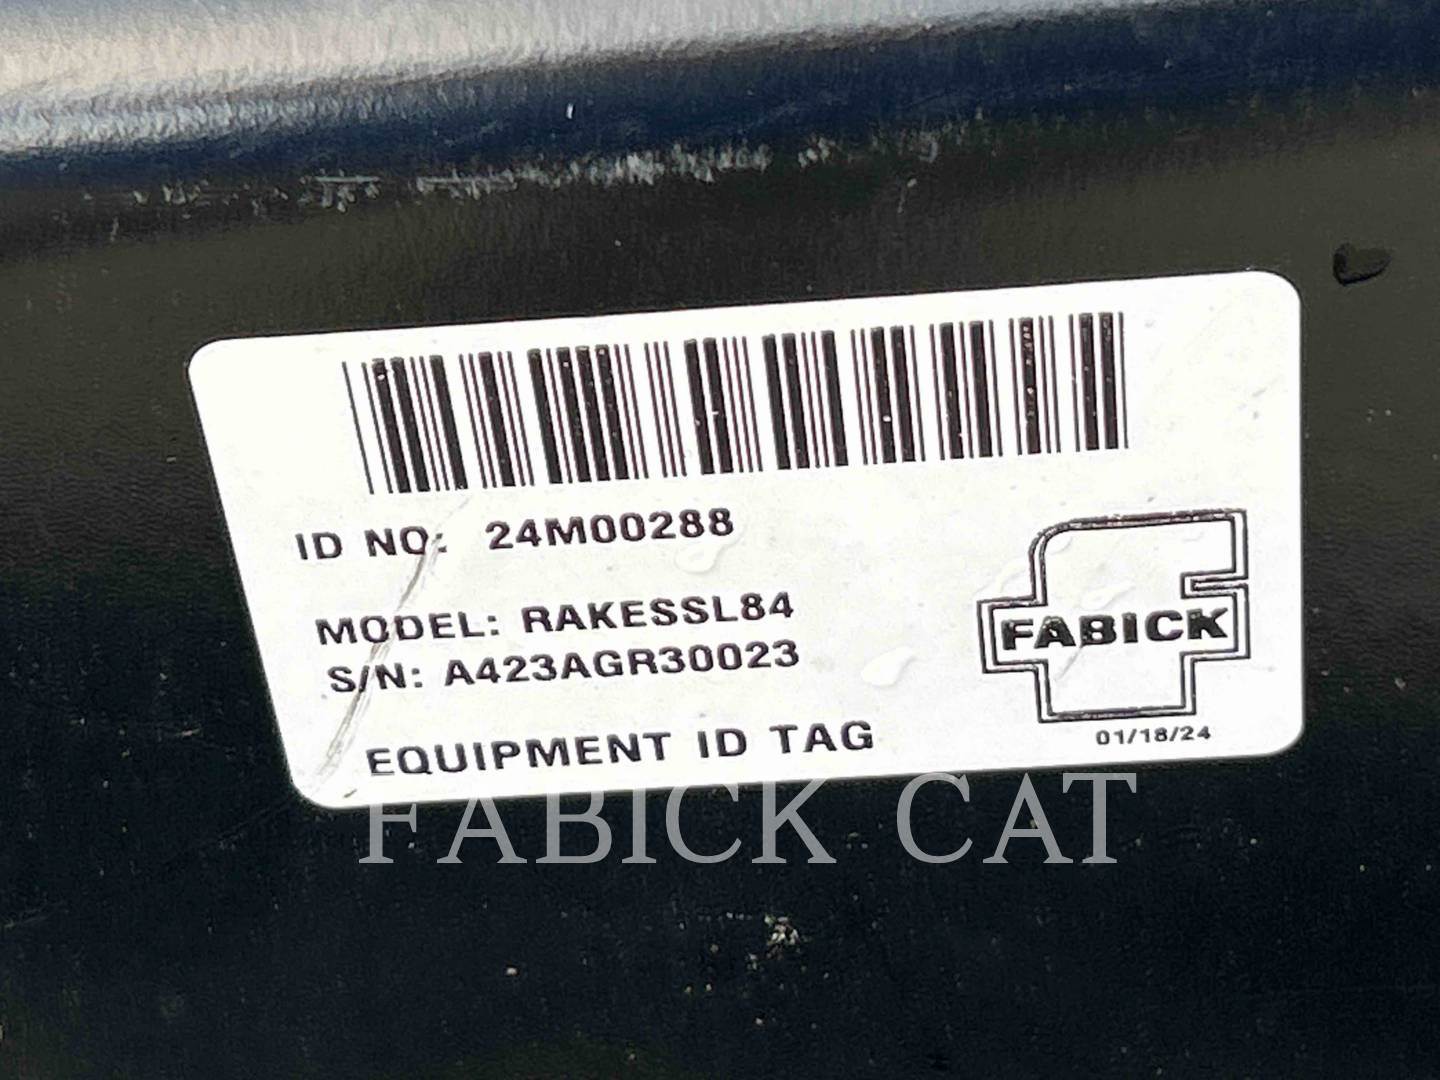 ID NO: 24M00288
MODEL: RAKESSL84
S/N: A423AGR30023
FABICK
EQUIPMENT ID TAG
01/18/24
FABICK CAT